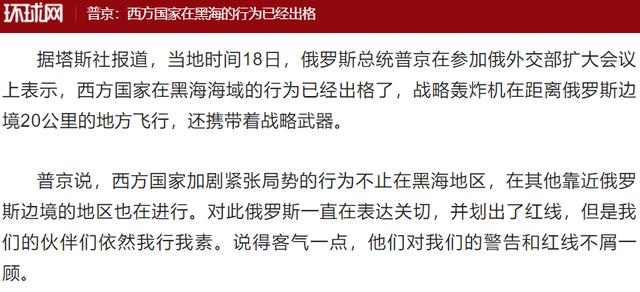 环球网 普京：西方国家在黑海的行为已经出格
据塔斯社报道，当地时间18日，俄罗斯总统普京在参加俄外交部扩大会议
上表示，西方国家在黑海海域的行为已经出格了，战略轰炸机在距离俄罗斯边
境20公里的地方飞行，还携带着战略武器。
普京说，西方国家加剧紧张局势的行为不止在黑海地区，在其他靠近俄罗
斯边境的地区也在进行。对此俄罗斯一直在表达关切，并划出了红线，但是我
们的伙伴们依然我行我素。说得客气一点，他们对我们的警告和红线不屑一
顾。